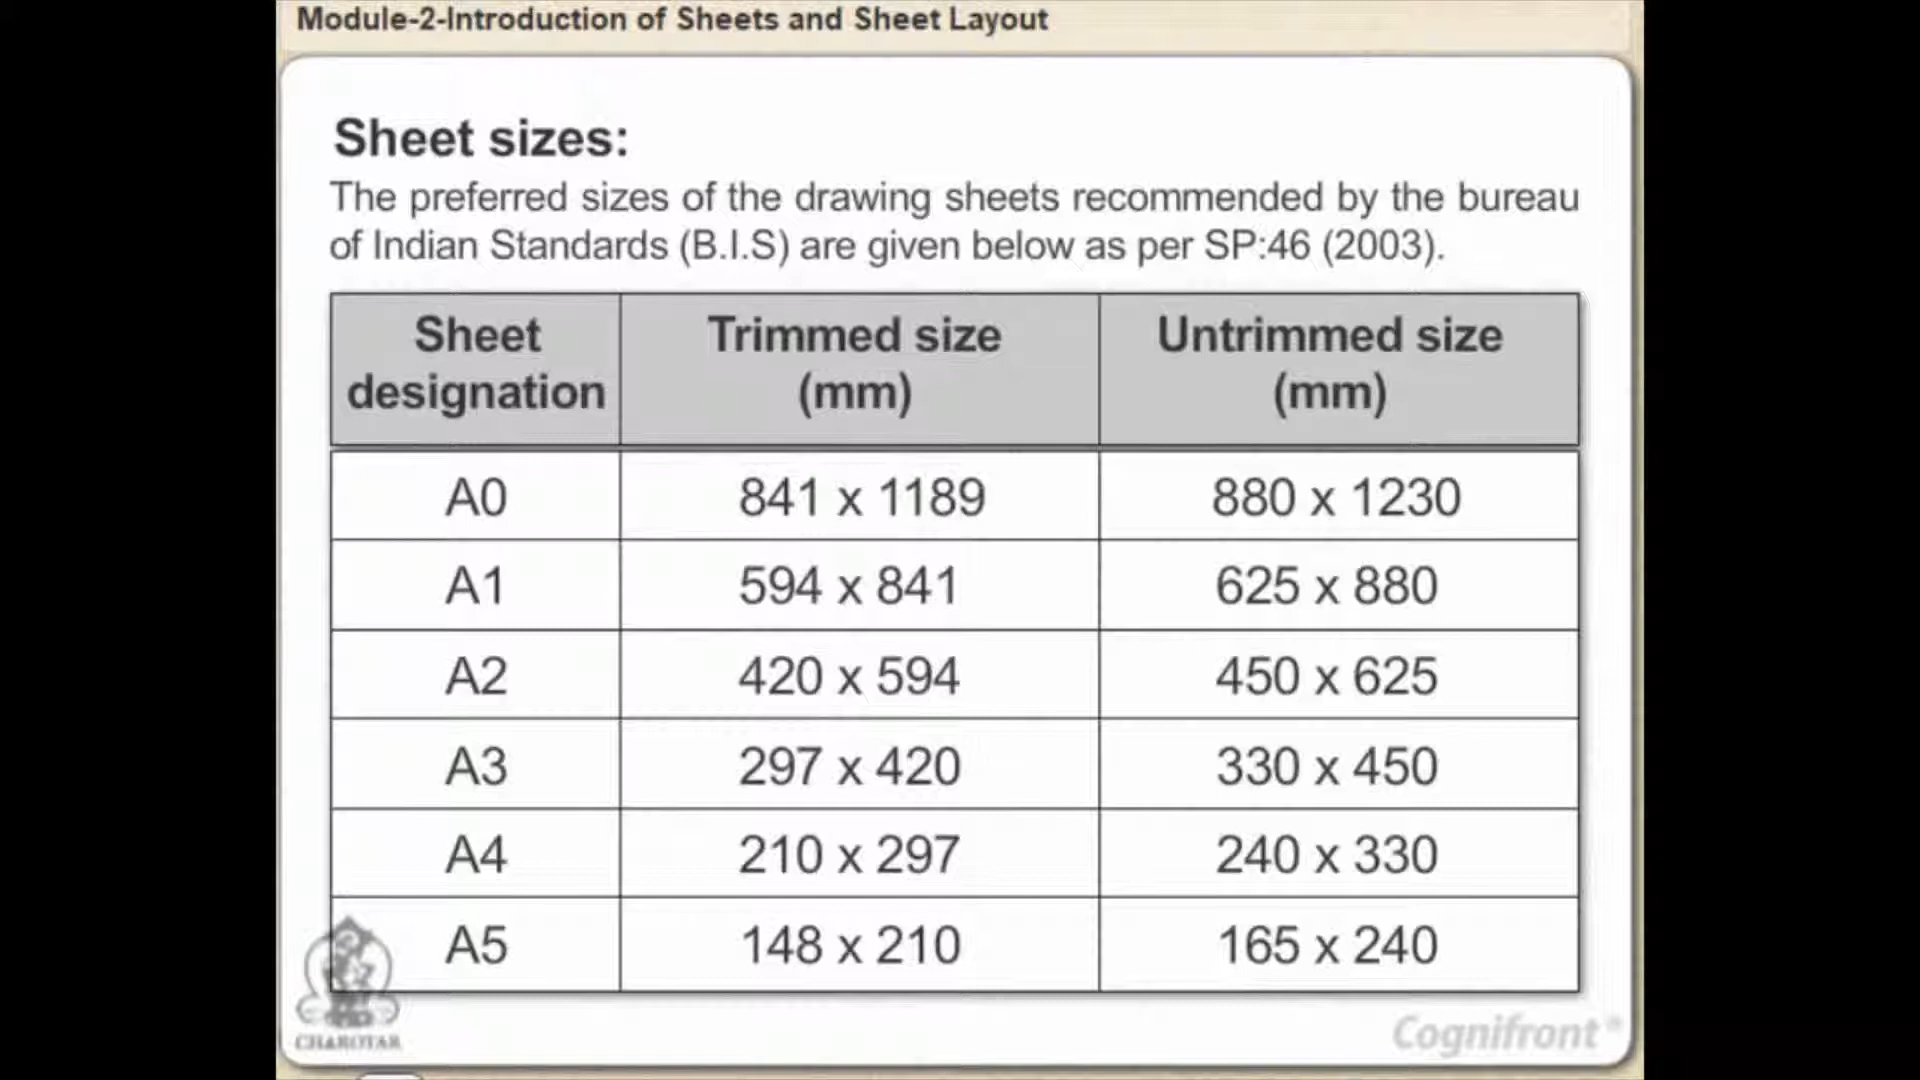 Module-2-Introduction of Sheets and Sheet Layout
Sheet sizes:
The preferred sizes of the drawing sheets recommended by the bureau
of Indian Standards (B.I.S) are given below as per SP:46 (2003).
Sheet designation Trimmed size (mm) Untrimmed size (mm)
A0 841 x 1189 880 x 1230
A1 594 x 841 625 x 880
A2 420 x 594 450 x 625
A3 297 x 420 330 x 450
A4 210 x 297 240 x 330
A5 148 x 210 165 x 240
CHAROTAR
Cognifront